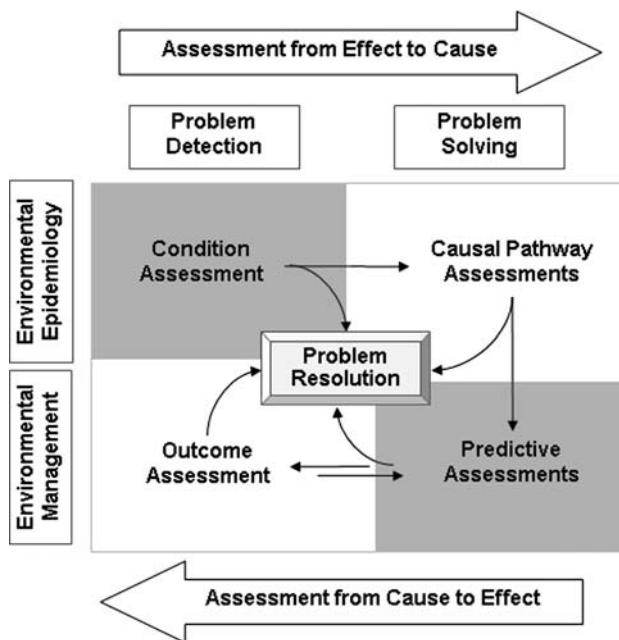 Assessment from Effect to Cause
Problem
Detection
Problem
Solving
Environmental
Epidemiology
Condition
Assessment
Causal Pathway
Assessments
Problem
Resolution
Environmental
Management
Outcome
Assessment
Predictive
Assessments
Assessment from Cause to Effect